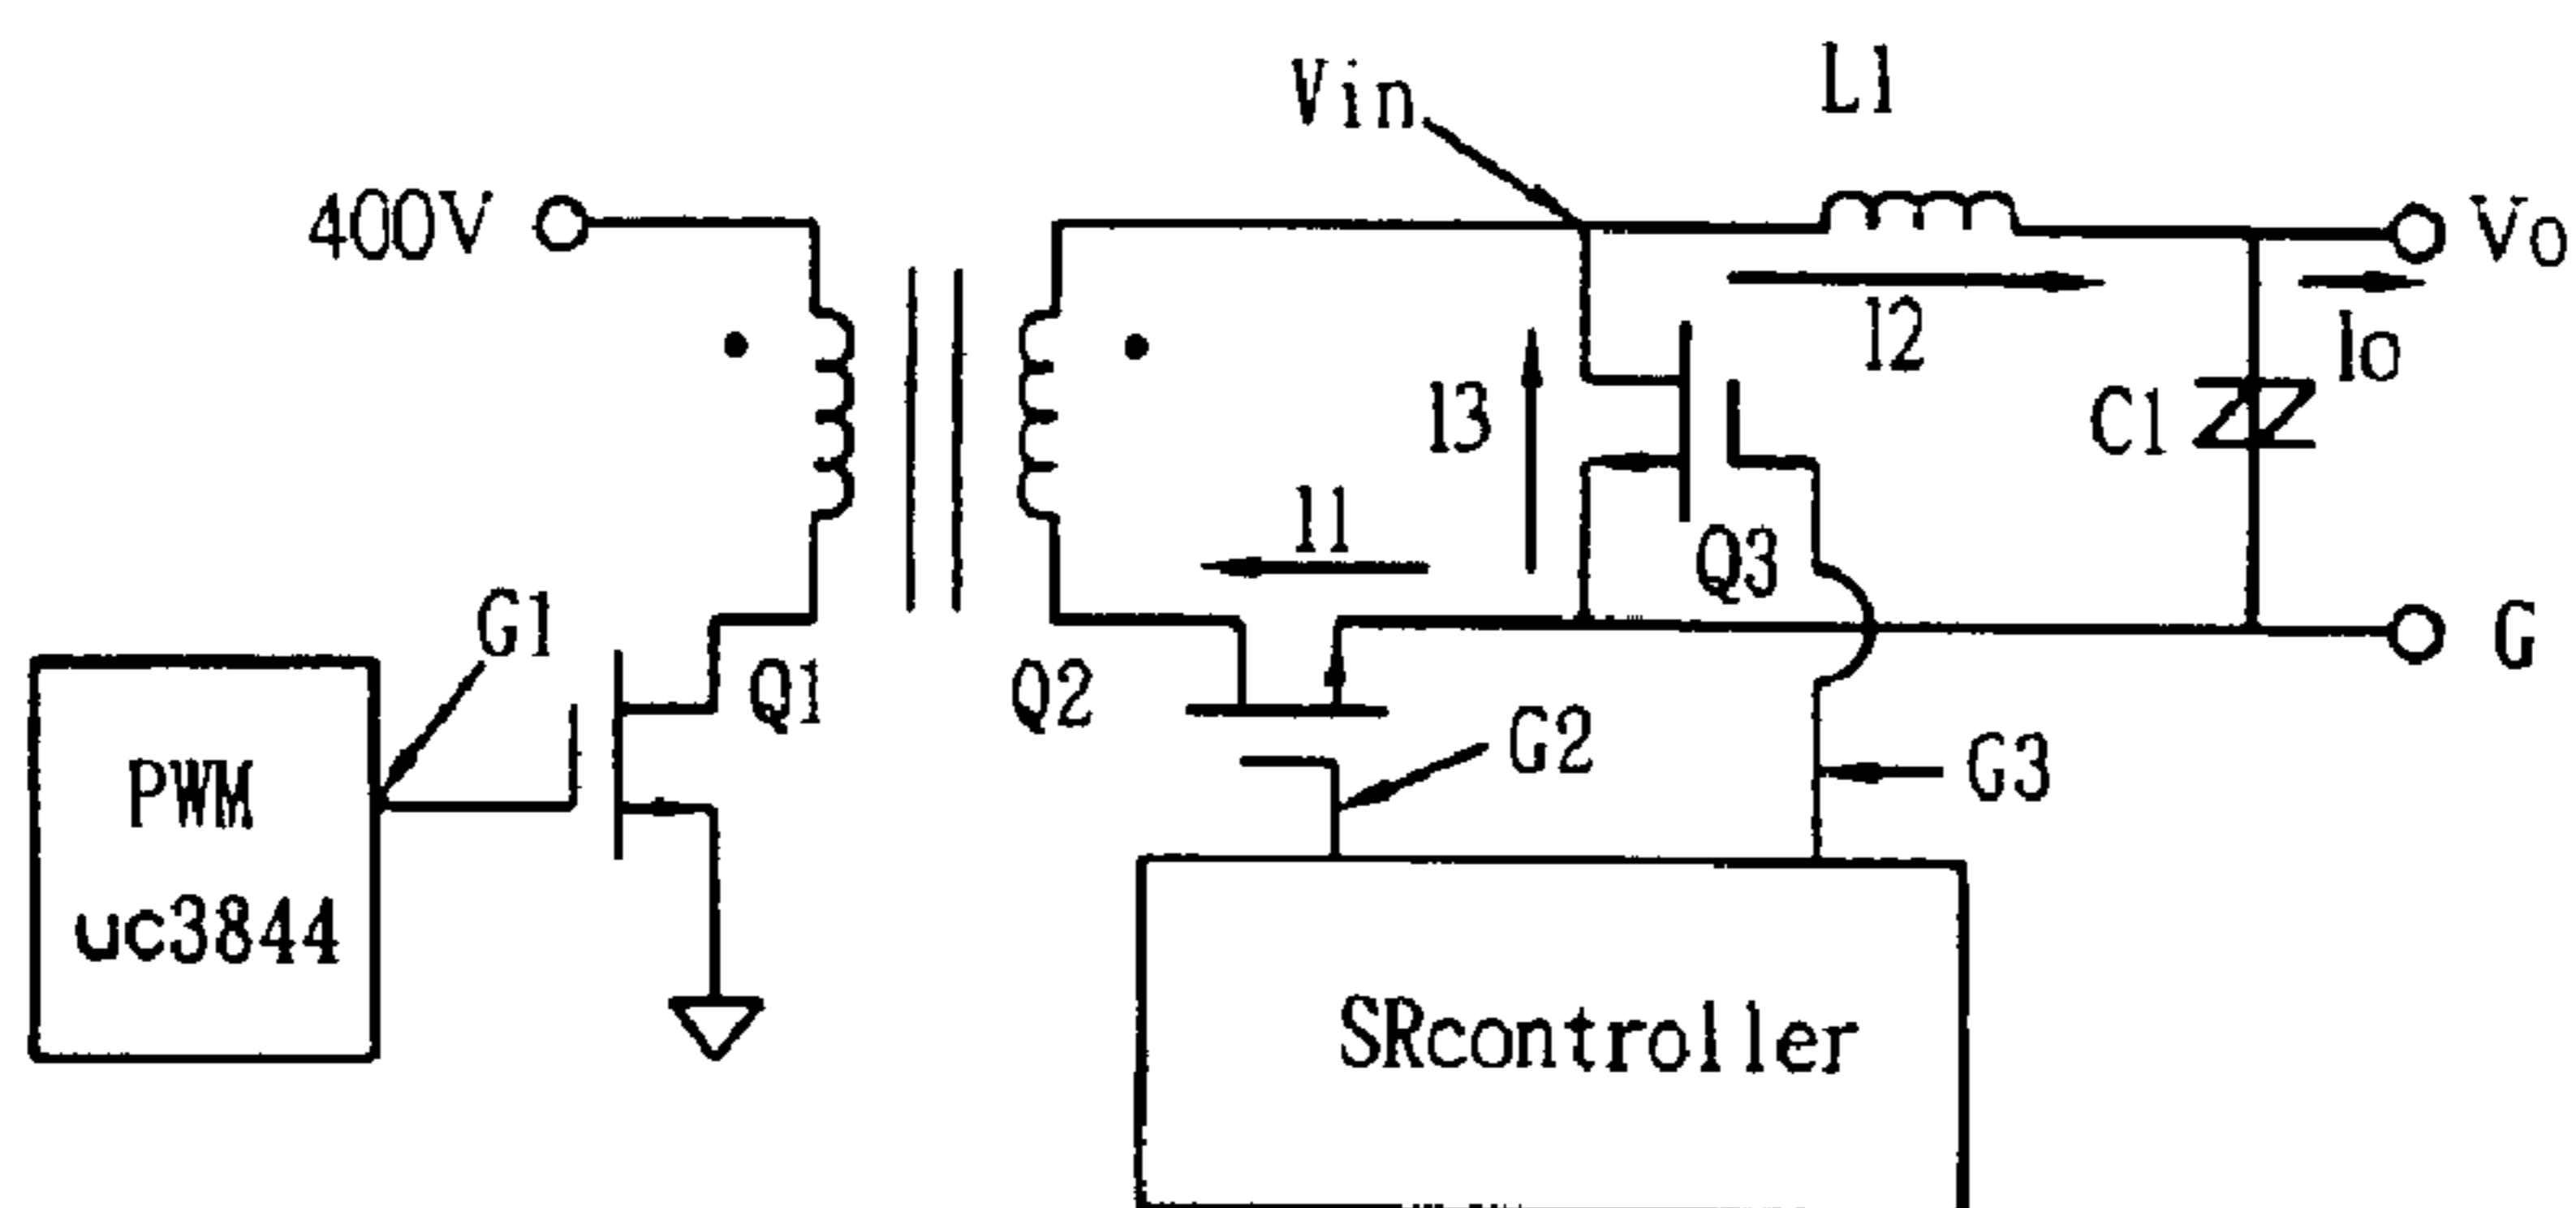 L1
Vin
400V
Vo
I2
Io
I3
C1
I1
Q3
G1
G
Q1
Q2
G2
G3
PWM
uc3844
SRcontroller